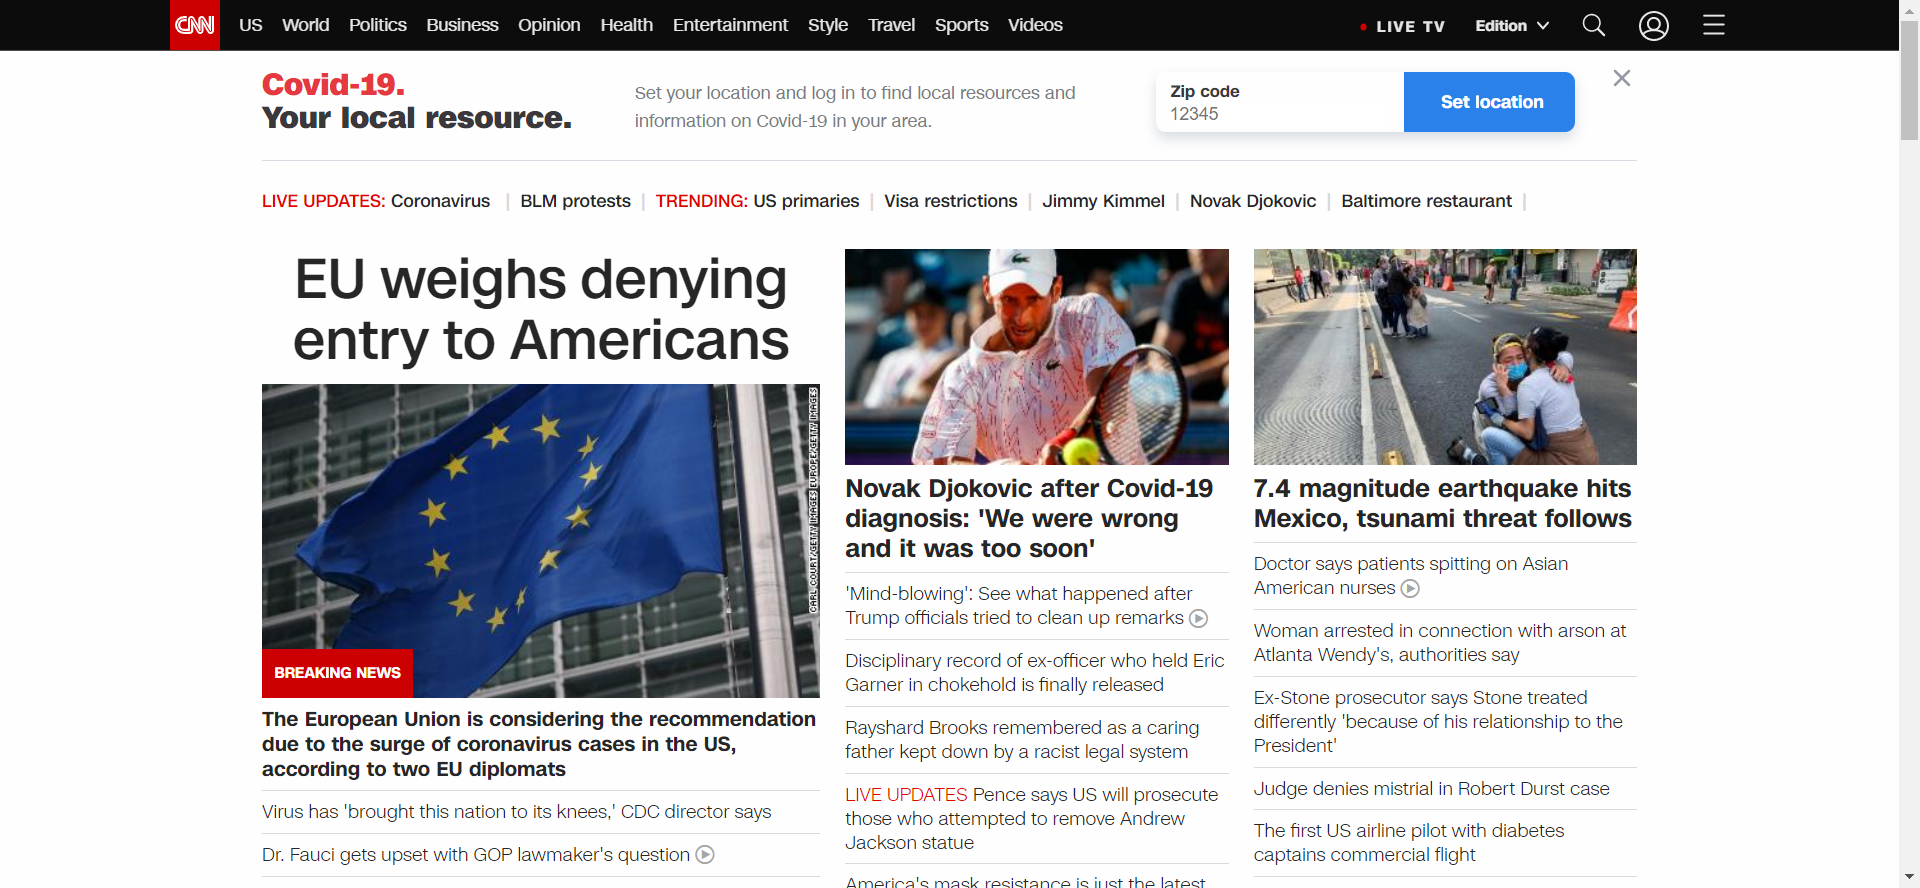 CNN US World Politics Business Opinion Health Entertainment Style Travel Sports Videos LIVE TV Edition
Covid-19.
Your local resource.
Set your location and log in to find local resources and
information on Covid-19 in your area.
Zip code
12345
Set location
LIVE UPDATES: Coronavirus | BLM protests | TRENDING: US primaries | Visa restrictions | Jimmy Kimmel | Novak Djokovic | Baltimore restaurant |
EU weighs denying
entry to Americans
CARL COURT/GETTY IMAGES EUROPE/GETTY IMAGES
BREAKING NEWS
The European Union is considering the recommendation
due to the surge of coronavirus cases in the US,
according to two EU diplomats
Virus has 'brought this nation to its knees,' CDC director says
Dr. Fauci gets upset with GOP lawmaker's question
Novak Djokovic after Covid-19
diagnosis: 'We were wrong
and it was too soon'
'Mind-blowing': See what happened after
Trump officials tried to clean up remarks
Disciplinary record of ex-officer who held Eric
Garner in chokehold is finally released
Rayshard Brooks remembered as a caring
father kept down by a racist legal system
LIVE UPDATES Pence says US will prosecute
those who attempted to remove Andrew
Jackson statue
America's mask resistance is just the latest
7.4 magnitude earthquake hits
Mexico, tsunami threat follows
Doctor says patients spitting on Asian
American nurses
Woman arrested in connection with arson at
Atlanta Wendy's, authorities say
Ex-Stone prosecutor says Stone treated
differently 'because of his relationship to the
President'
Judge denies mistrial in Robert Durst case
The first US airline pilot with diabetes
captains commercial flight